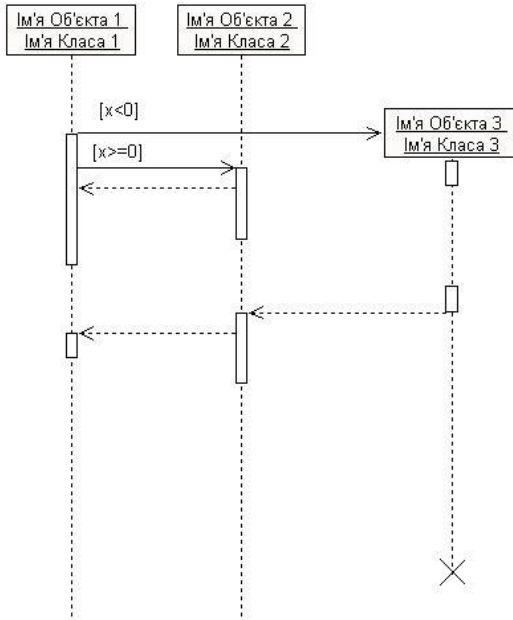 Ім'я Об'єкта 1
Ім'я Класа 1
Ім'я Об'єкта 2
Ім'я Класа 2
[x<0]
Ім'я Об'єкта 3
Ім'я Класа 3
[x>=0]